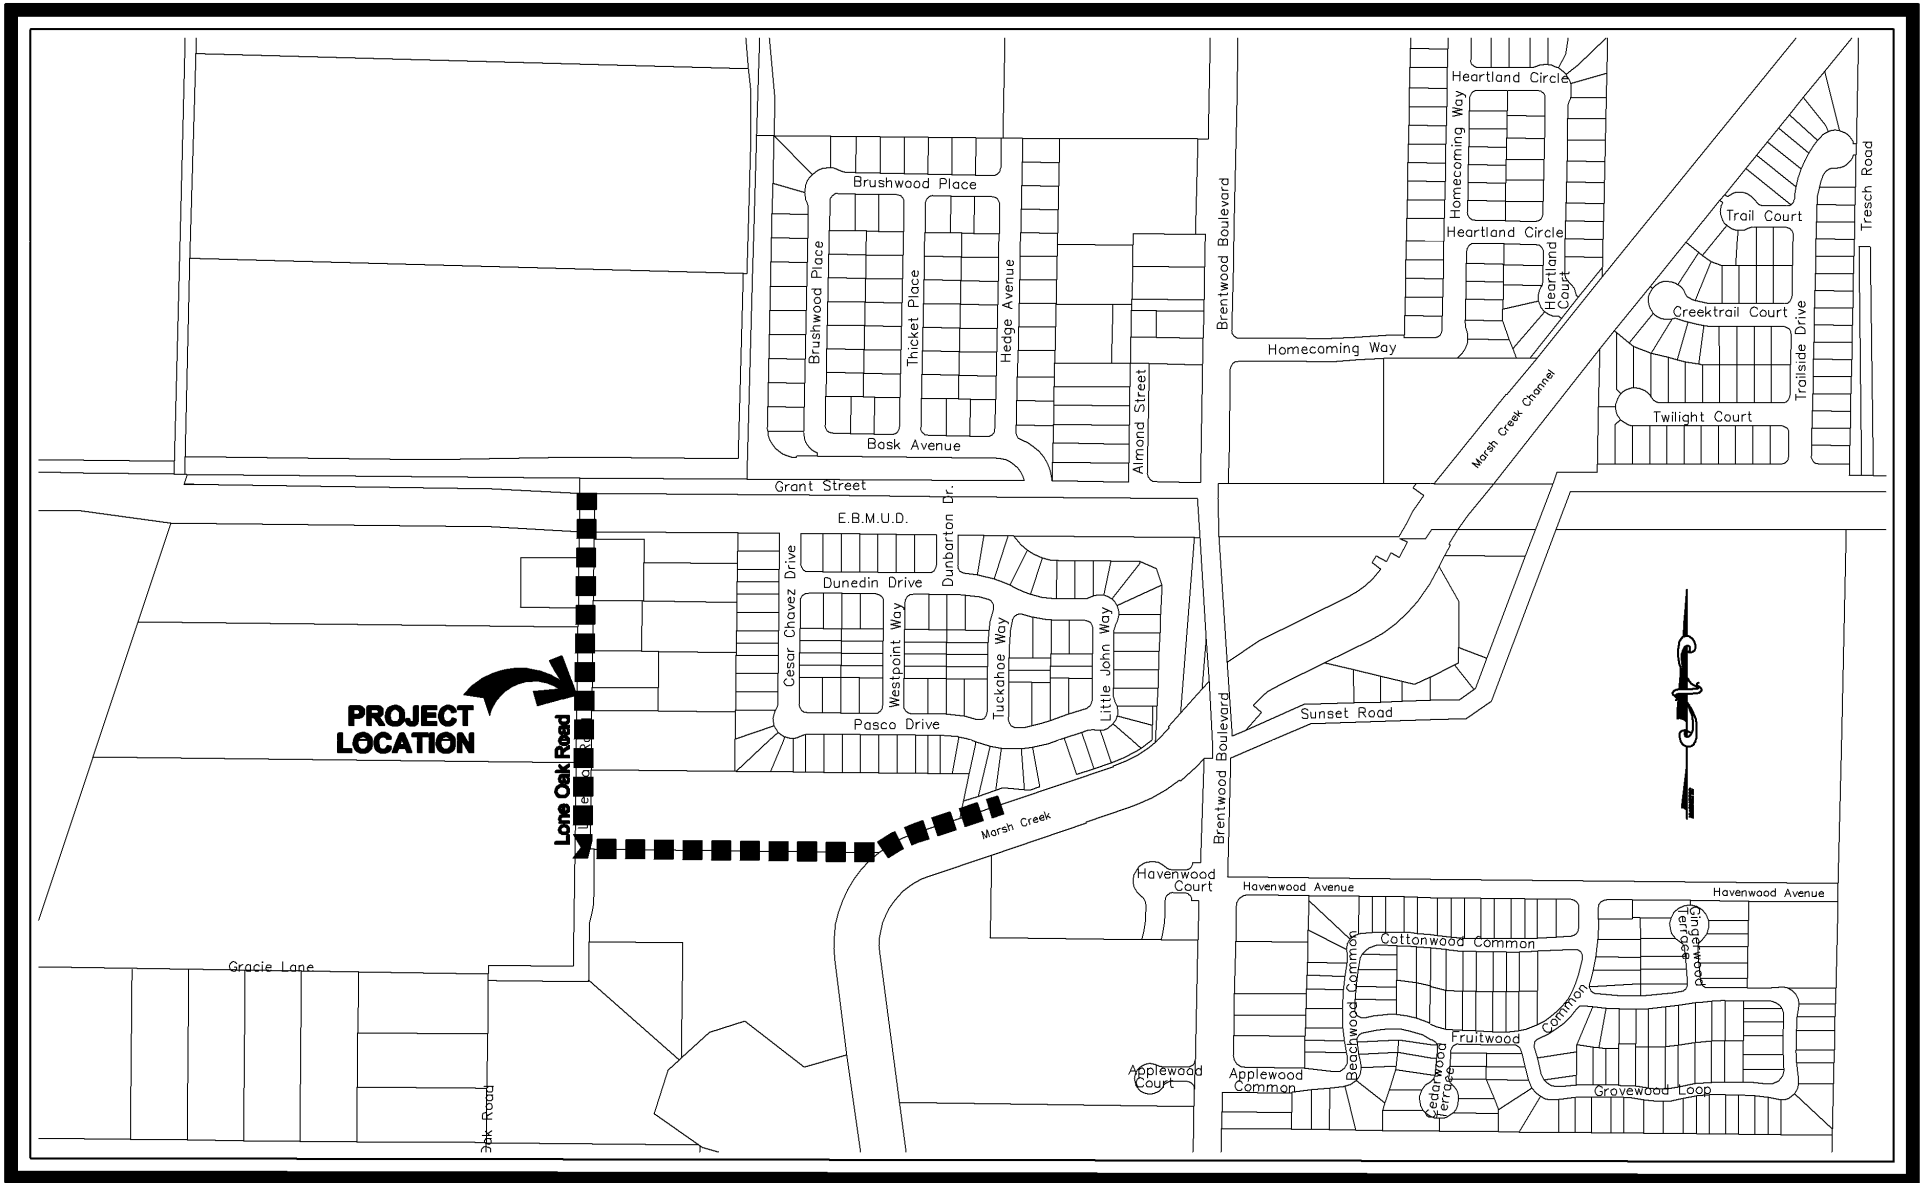 Heartland Circle
Homecoming Way
Brushwood Place
Tresch Road
Trail Court
Heartland Circle
Brentwood Boulevard
Heartland
Court
Brushwood Place
Thicket Place
Hedge Avenue
Creektrail Court
Trailside Drive
Homecoming Way
Almond Street
Marsh Creek Channel
Twilight Court
Bask Avenue
Grant Street
E.B.M.U.D.
Dunbarton Dr.
Cesar Chavez Drive
Dunedin Drive
Westpoint Way
Tuckahoe Way
Little John Way
PROJECT
LOCATION
Lone Oak Road
Pasco Drive
Sunset Road
Brentwood Boulevard
Marsh Creek
Havenwood
Court
Havenwood Avenue
Havenwood Avenue
Gingerwood
Terrace
Cottonwood Common
Beachwood Common
Gracie Lane
Common
Fruitwood
Applewood
Court
Applewood
Common
Cedarwood
Terrace
Grovewood Loop
Oak Road